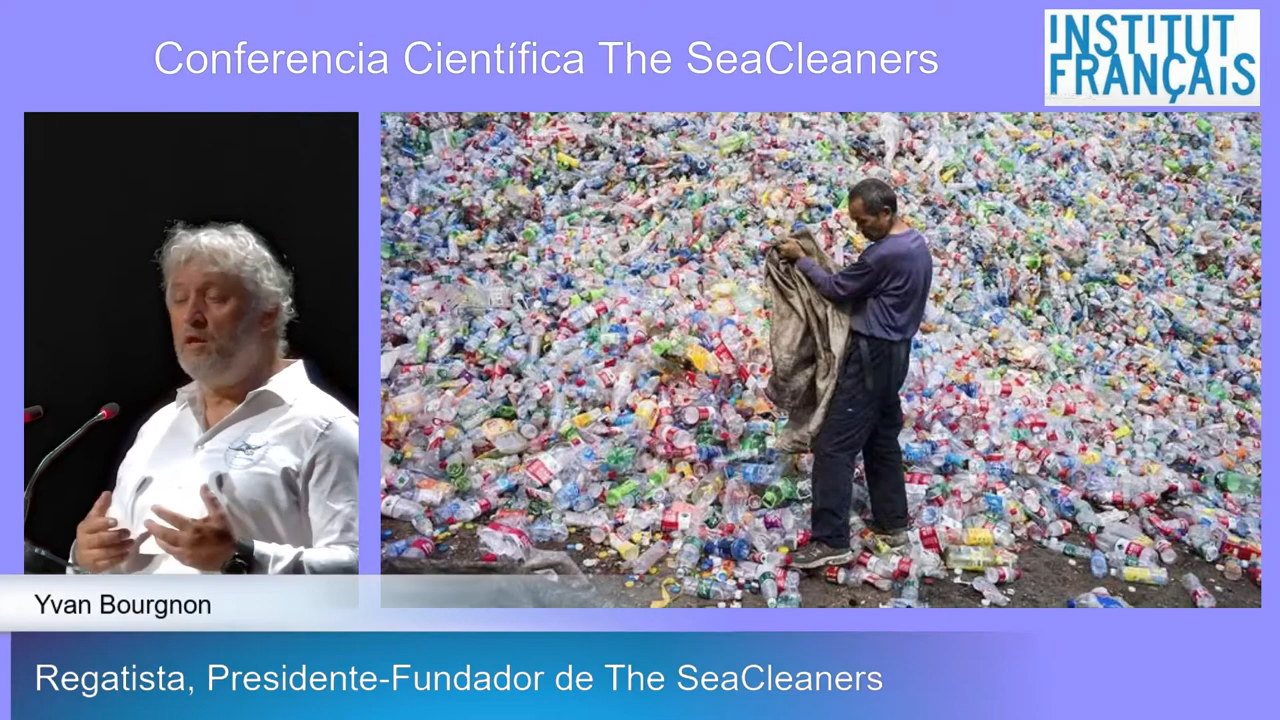 Conferencia Científica The SeaCleaners
INSTITUT
FRANÇAIS
Yvan Bourgnon
Regatista, Presidente-Fundador de The SeaCleaners